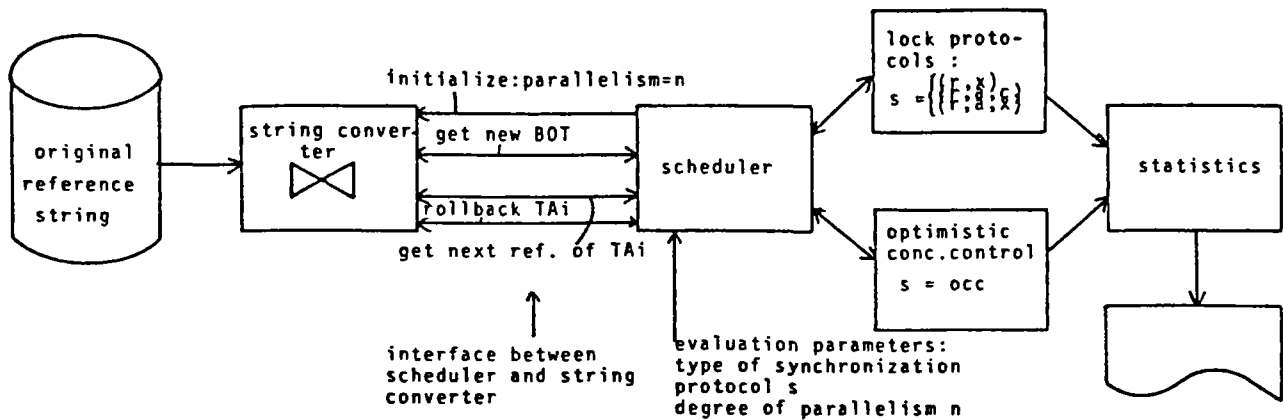 original
reference
string
string conver-
ter
initialize:parallelism=n
get new BOT
rollback TAi
get next ref. of TAi
interface between
scheduler and string
converter
scheduler
evaluation parameters:
type of synchronization
protocol s
degree of parallelism n
lock proto-
cols :
s = (r,x)
optimistic
conc.control
s = occ
statistics